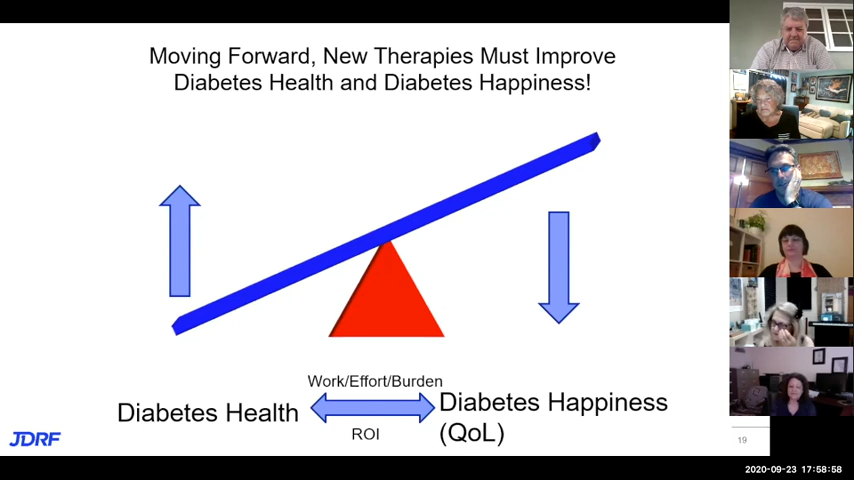 Moving Forward, New Therapies Must Improve
Diabetes Health and Diabetes Happiness!
Work/Effort/Burden
Diabetes Health
Diabetes Happiness
(QoL)
ROI
JDRF
19
2020-09-23 17:58:58